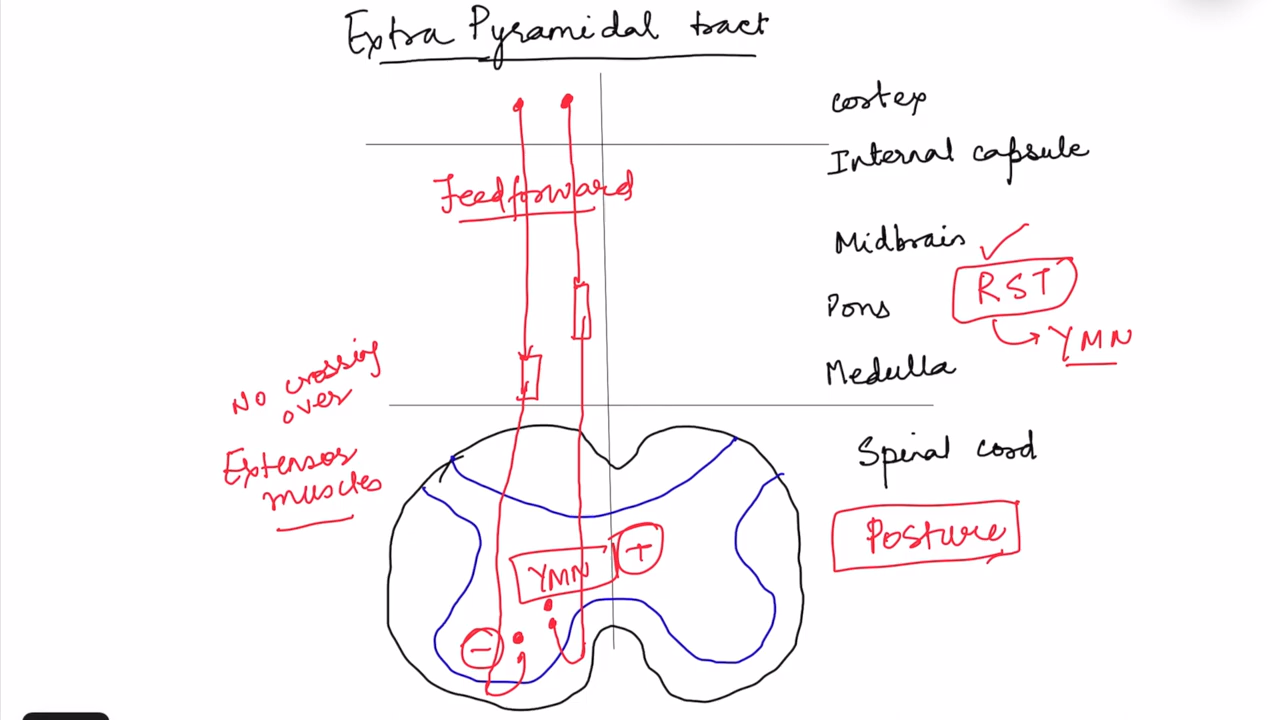 Extra Pyramidal tract
cortex
Internal capsule
Feedforward
Midbrain
RST
Pons
YMN
Medulla
No crossing
over
Extensor
muscles
Spinal cord
Posture
YMN
+
−